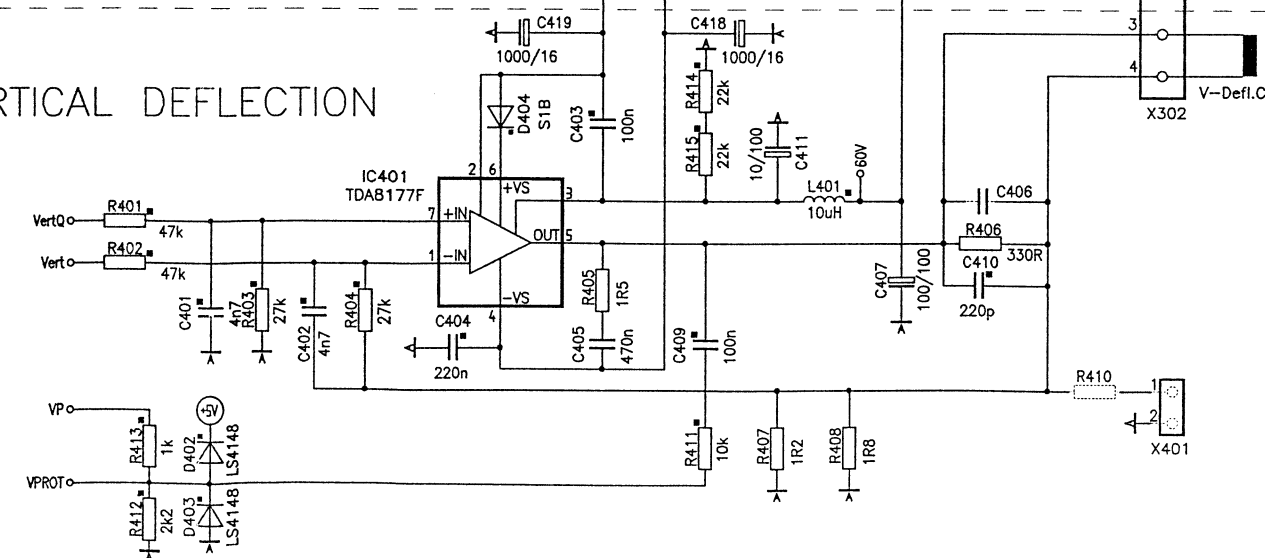 C419
1000/16
C418
1000/16
3
4
X302
V-Defl.C
RTICAL DEFLECTION
D404
S1B
C403
100n
R414
22k
R415
22k
10/100
C411
60V
L401
10uH
IC401
TDA8177F
2
6
+VS
3
7
+IN
OUT
5
1
-IN
-VS
4
VertQ
R401
47k
Vert
R402
47k
C401
4n7
R403
27k
C402
4n7
R404
27k
C404
220n
R405
1R5
C405
470n
C409
100n
C407
100/100
C406
R406
330R
C410
220p
R410
1
2
X401
VP
+5V
R413
1k
D402
LS4148
VPROT
R412
2k2
D403
LS4148
R411
10k
R407
1R2
R408
1R8